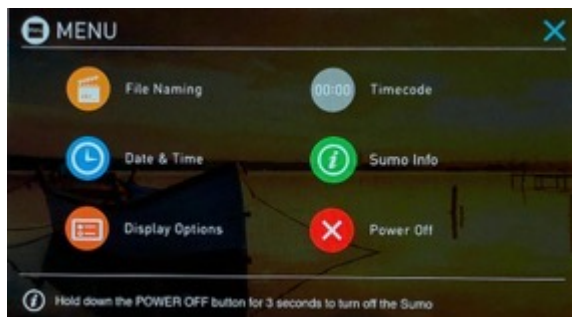 MENU
File Naming
00:00 Timecode
Date & Time
Sumo Info
Display Options
Power Off
Hold down the POWER OFF button for 3 seconds to turn off the Sumo